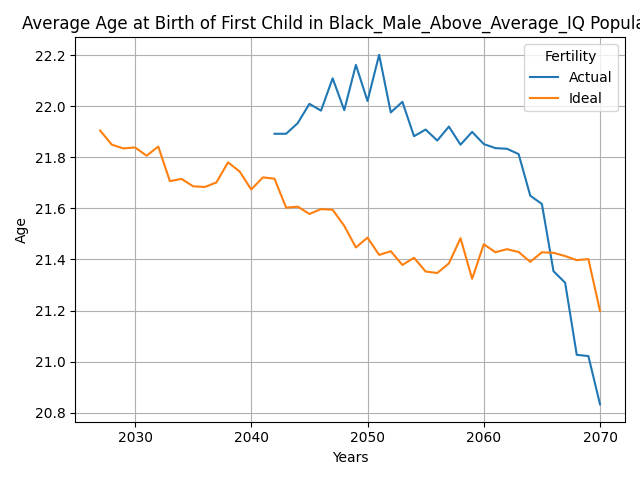 Average Age at Birth of First Child in Black_Male_Above_Average_IQ Popula
Fertility
Actual
Ideal
22.2
22.0
21.8
21.6
21.4
21.2
21.0
20.8
Age
2030 2040 2050 2060 2070
Years